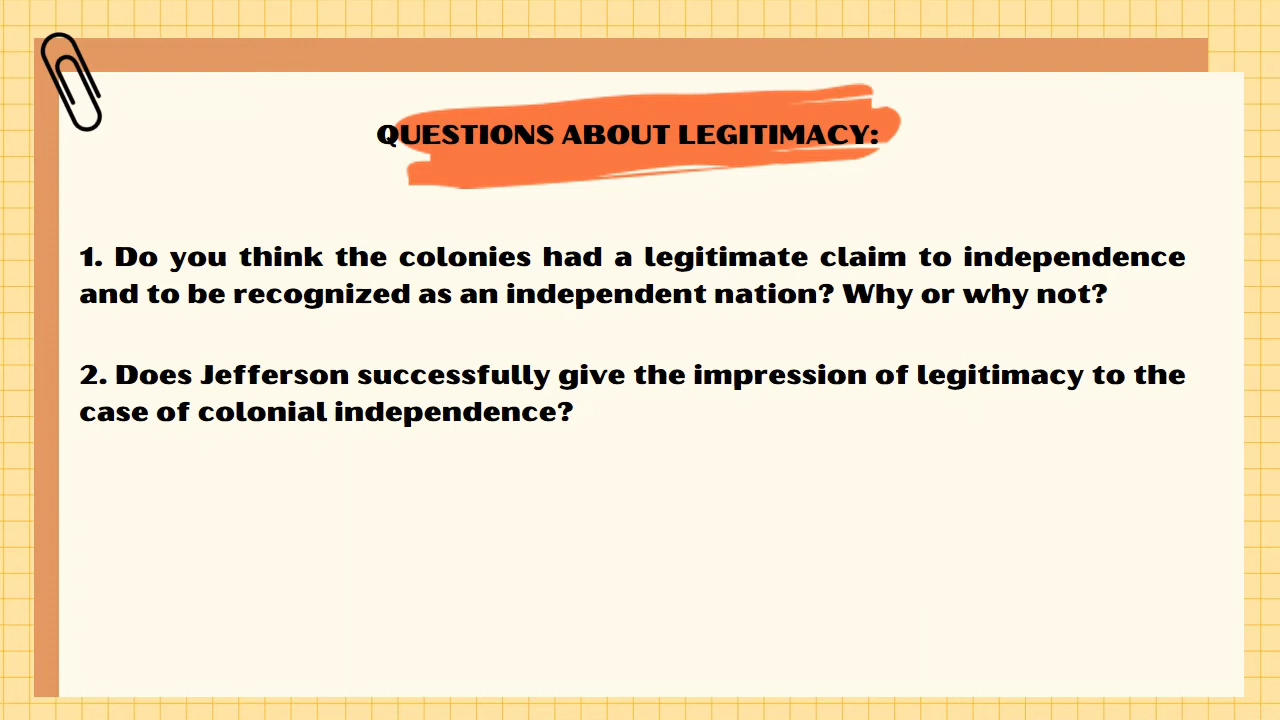 QUESTIONS ABOUT LEGITIMACY:
1. Do you think the colonies had a legitimate claim to independence
and to be recognized as an independent nation? Why or why not?
2. Does Jefferson successfully give the impression of legitimacy to the
case of colonial independence?